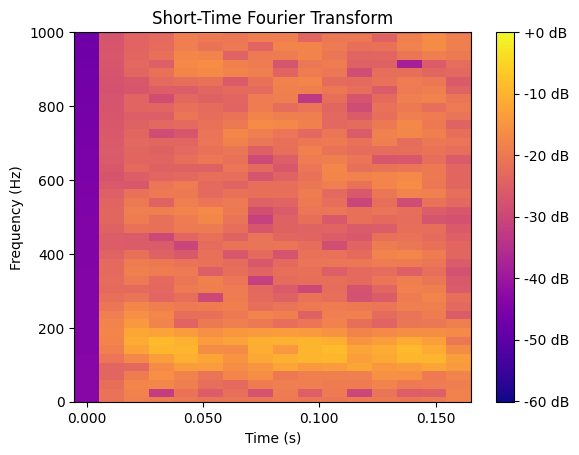 Short-Time Fourier Transform
1000
800
600
400
200
0
Frequency (Hz)
0.000
0.050
0.100
0.150
Time (s)
+0 dB
-10 dB
-20 dB
-30 dB
-40 dB
-50 dB
-60 dB